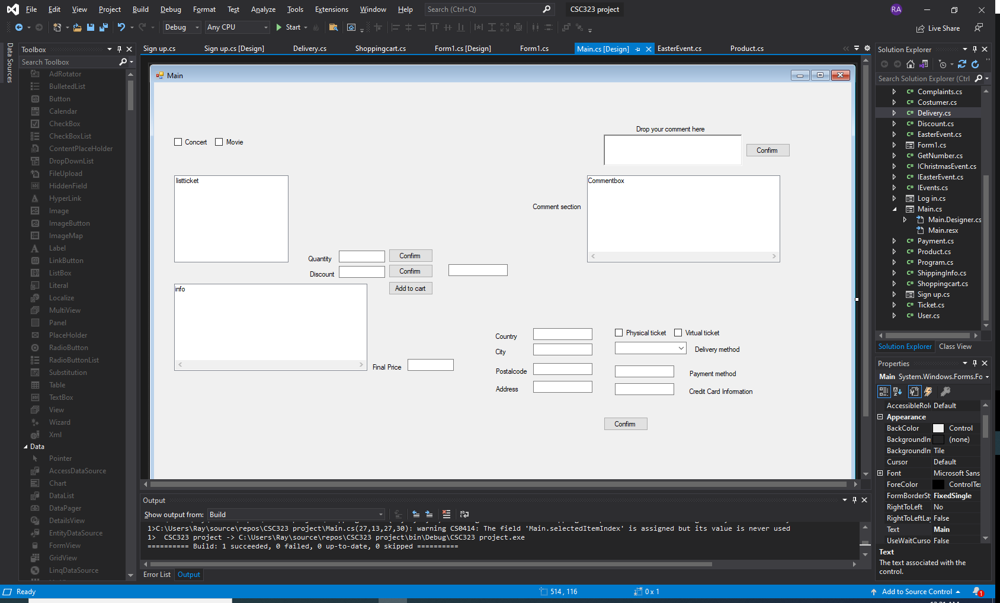 File Edit View Project Build Debug Format Test Analyze Tools Extensions Window Help Search (Ctrl+Q) CSC323 project RA
Debug Any CPU Start Live Share
Data Sources
Toolbox
Search Toolbox
AdRotator
BulletedList
Button
Calendar
CheckBox
CheckBoxList
ContentPlaceHolder
DropDownList
FileUpload
HiddenField
HyperLink
Image
ImageButton
ImageMap
Label
LinkButton
ListBox
Literal
Localize
MultiView
Panel
PlaceHolder
RadioButton
RadioButtonList
Substitution
Table
TextBox
View
Wizard
Xml
Data
Pointer
AccessDataSource
Chart
DataList
DataPager
DetailsView
EntityDataSource
FormView
GridView
LinqDataSource
Sign up.cs Sign up.cs [Design] Delivery.cs Shoppingcart.cs Form1.cs [Design] Form1.cs Main.cs [Design] EasterEvent.cs Product.cs
Main
Drop your comment here
Concert Movie
Confirm
listticket
Commentbox
Comment section
Quantity Confirm
Discount Confirm
info
Add to cart
Country
City
Postalcode
Address
Physical ticket Virtual ticket
Delivery method
Final Price
Payment method
Credit Card Information
Confirm
Output
Show output from: Build
1>C:\Users\Ray\source\repos\CSC323 project\Main.cs(27,13,27,30): warning CS0414: The field 'Main.selectedItemIndex' is assigned but its value is never used
1> CSC323 project -> C:\Users\Ray\source\repos\CSC323 project\bin\Debug\CSC323 project.exe
========== Build: 1 succeeded, 0 failed, 0 up-to-date, 0 skipped ==========
Error List Output
Solution Explorer
Search Solution Explorer (Ctrl
Complaints.cs
Costumer.cs
Delivery.cs
Discount.cs
EasterEvent.cs
Form1.cs
GetNumber.cs
IChristmasEvent.cs
IEasterEvent.cs
IEvents.cs
Log in.cs
Main.cs
Main.Designer.cs
Main.resx
Payment.cs
Product.cs
Program.cs
ShippingInfo.cs
Shoppingcart.cs
Sign up.cs
Ticket.cs
User.cs
Solution Explorer Class View
Properties
Main System.Windows.Forms.Fo
AccessibleRol Default
Appearance
BackColor Control
BackgroundIm (none)
BackgroundIm Tile
Cursor Default
Font Microsoft Sans
ForeColor ControlTex
FormBorderSt FixedSingle
RightToLeft No
RightToLeftLa False
Text Main
UseWaitCurso False
Text
The text associated with the
control.
Ready 514 , 116 0 x 1 Add to Source Control 1